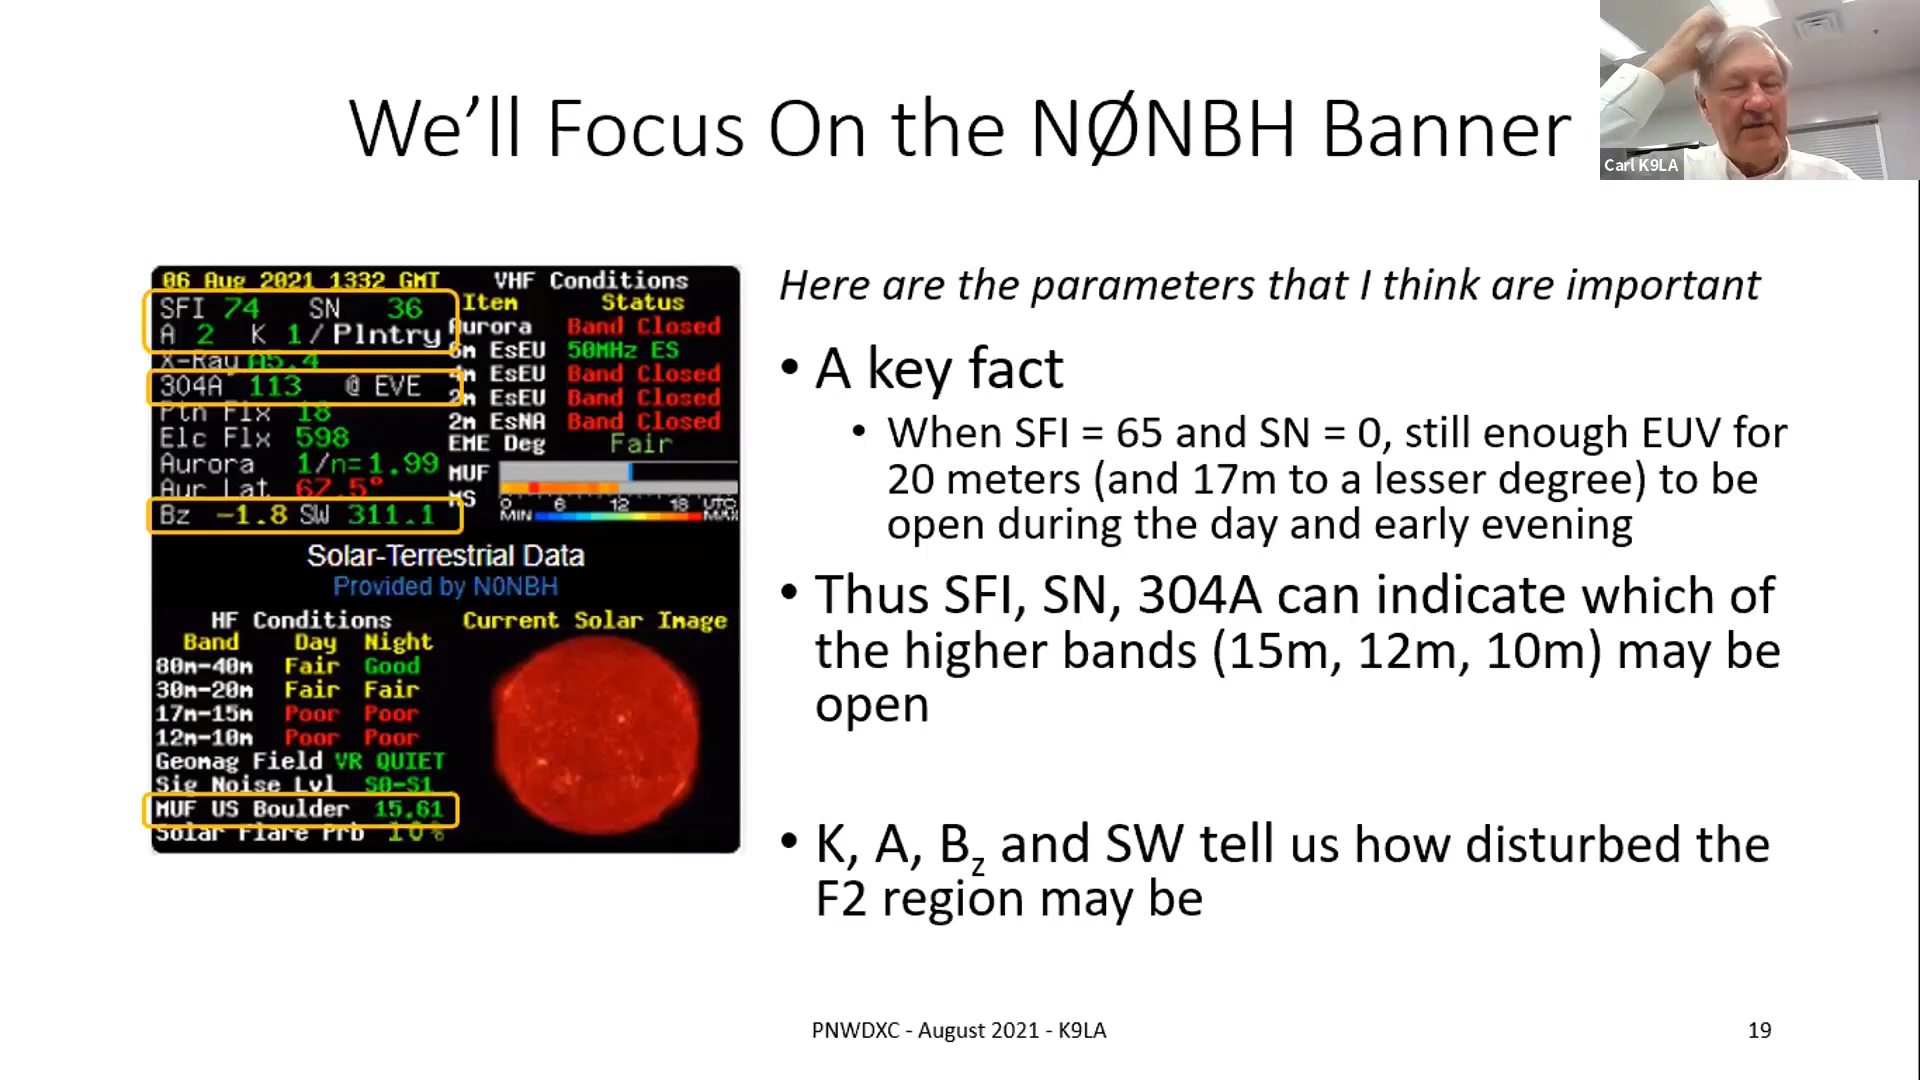 We'll Focus On the NØNBH Banner
Carl K9LA
06 Aug 2021 1332 GMT
SFI 74 SN 36
A 2 K 1 / Plntry
X-Ray A5.4
304A 113 @ EVE
Ptn Flx 18
Elc Flx 598
Aurora 1/n=1.99
Aur Lat 67.5°
Bz -1.8 SW 311.1
VHF Conditions
Item Status
Aurora Band Closed
6m EsEU 50MHz ES
4m EsEU Band Closed
2m EsEU Band Closed
2m EsNA Band Closed
EME Deg Fair
MUF
MS
0 6 12 18 UTC
MIN MAX
Solar-Terrestrial Data
Provided by N0NBH
HF Conditions
Band Day Night
80m-40m Fair Good
30m-20m Fair Fair
17m-15m Poor Poor
12m-10m Poor Poor
Geomag Field VR QUIET
Sig Noise Lvl S0-S1
MUF US Boulder 15.61
Solar Flare Prb 10%
Current Solar Image
Here are the parameters that I think are important
• A key fact
• When SFI = 65 and SN = 0, still enough EUV for
20 meters (and 17m to a lesser degree) to be
open during the day and early evening
• Thus SFI, SN, 304A can indicate which of
the higher bands (15m, 12m, 10m) may be
open
• K, A, Bz and SW tell us how disturbed the
F2 region may be
PNWDXC - August 2021 - K9LA
19